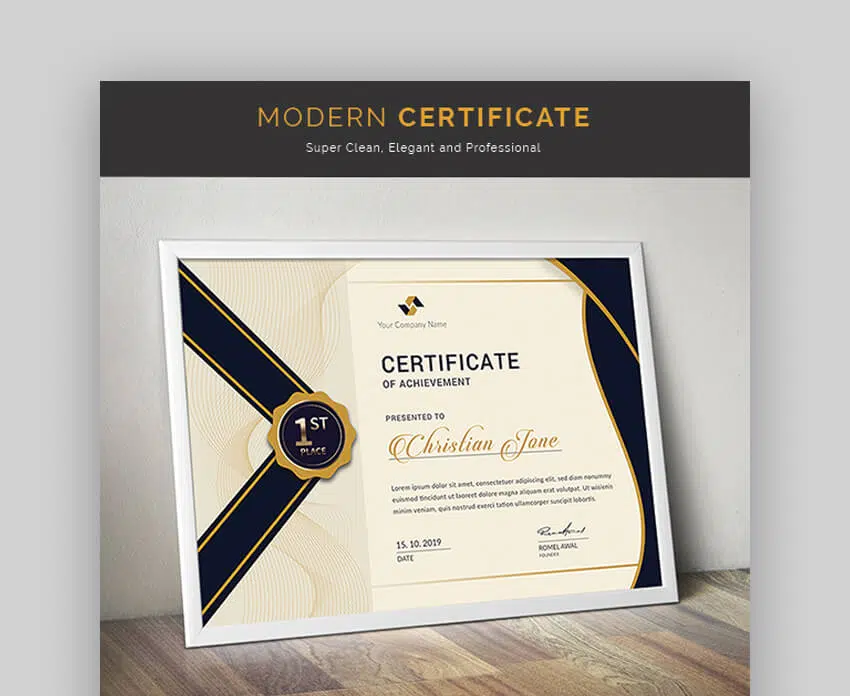 MODERN CERTIFICATE
Super Clean, Elegant and Professional
Your Company Name
CERTIFICATE
OF ACHIEVEMENT
1ST
PLACE
PRESENTED TO
Christian Jone
Lorem ipsum dolor sit amet, consectetuer adipiscing elit, sed diam nonummy
euismod tincidunt ut laoreet dolore magna aliquam erat volutpat. Ut wisienis
minim veniam, quis nostrud exerci tation ullamcorper suscipit lobortis.
15. 10. 2019
DATE
ROMEL AWAL
FOUNDER